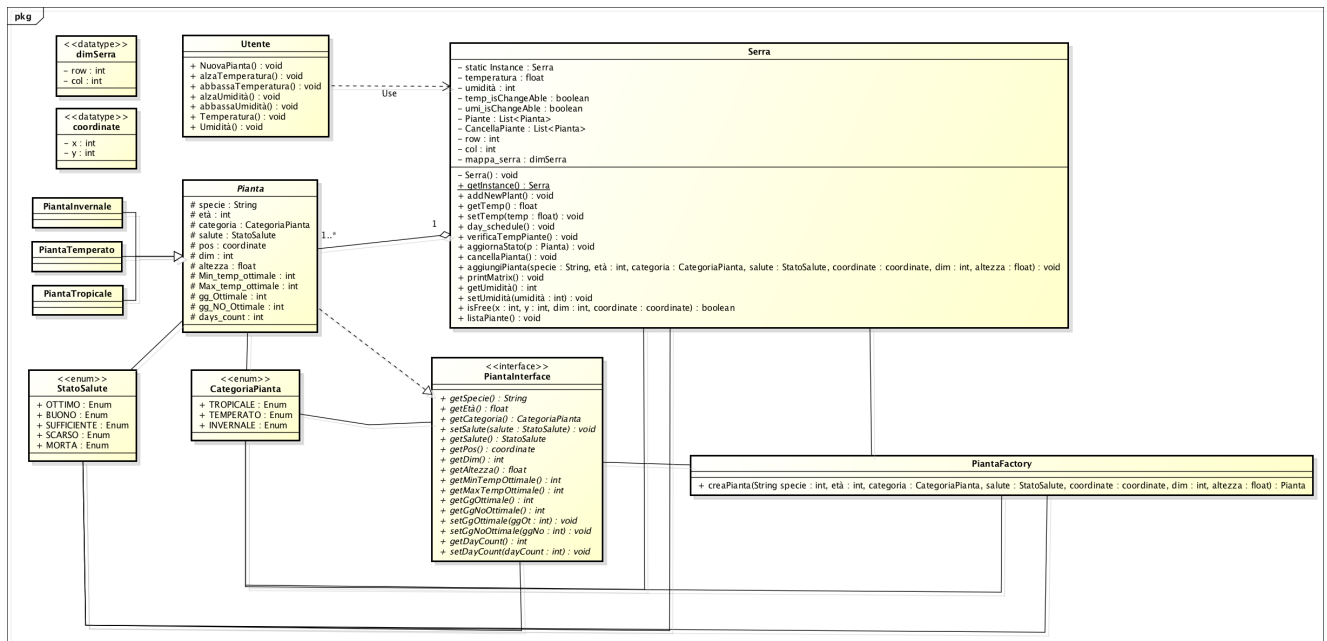 pkg
<<datatype>>
dimSerra
– row : int
– col : int
<<datatype>>
coordinate
– x : int
– y : int
Utente
+ NuovaPianta() : void
+ alzaTemperatura() : void
+ abbassaTemperatura() : void
+ alzaUmidità() : void
+ abbassaUmidità() : void
+ Temperatura() : void
+ Umidità() : void
Use
Serra
– static Instance : Serra
– temperatura : float
– umidità : int
– temp_isChangeAble : boolean
– umi_isChangeAble : boolean
– Piante : List<Pianta>
– CancellaPiante : List<Pianta>
– row : int
– col : int
– mappa_serra : dimSerra
– Serra() : void
+ getInstance() : Serra
+ addNewPlant() : void
+ getTemp() : float
+ setTemp(temp : float) : void
+ day_schedule() : void
+ verificaTempPiante() : void
+ aggiornaStato(p : Pianta) : void
+ cancellaPianta() : void
+ aggiungiPianta(specie : String, età : int, categoria : CategoriaPianta, salute : StatoSalute, coordinate : coordinate, dim : int, altezza : float) : void
+ printMatrix() : void
+ getUmidità() : int
+ setUmidità(umidità : int) : void
+ isFree(x : int, y : int, dim : int, coordinate : coordinate) : boolean
+ listaPiante() : void
PiantaInvernale
PiantaTemperato
PiantaTropicale
Pianta
# specie : String
# età : int
# categoria : CategoriaPianta
# salute : StatoSalute
# pos : coordinate
# dim : int
# altezza : float
# Min_temp_ottimale : int
# Max_temp_ottimale : int
# gg_Ottimale : int
# gg_NO_Ottimale : int
# days_count : int
1..*
1
<<enum>>
StatoSalute
+ OTTIMO : Enum
+ BUONO : Enum
+ SUFFICIENTE : Enum
+ SCARSO : Enum
+ MORTA : Enum
<<enum>>
CategoriaPianta
+ TROPICALE : Enum
+ TEMPERATO : Enum
+ INVERNALE : Enum
<<interface>>
PiantaInterface
+ getSpecie() : String
+ getEtà() : float
+ getCategoria() : CategoriaPianta
+ setSalute(salute : StatoSalute) : void
+ getSalute() : StatoSalute
+ getPos() : coordinate
+ getDim() : int
+ getAltezza() : float
+ getMinTempOttimale() : int
+ getMaxTempOttimale() : int
+ getGgOttimale() : int
+ getGgNoOttimale() : int
+ setGgOttimale(ggOt : int) : void
+ setGgNoOttimale(ggNo : int) : void
+ getDayCount() : int
+ setDayCount(dayCount : int) : void
PiantaFactory
+ creaPianta(String specie : int, età : int, categoria : CategoriaPianta, salute : StatoSalute, coordinate : coordinate, dim : int, altezza : float) : Pianta